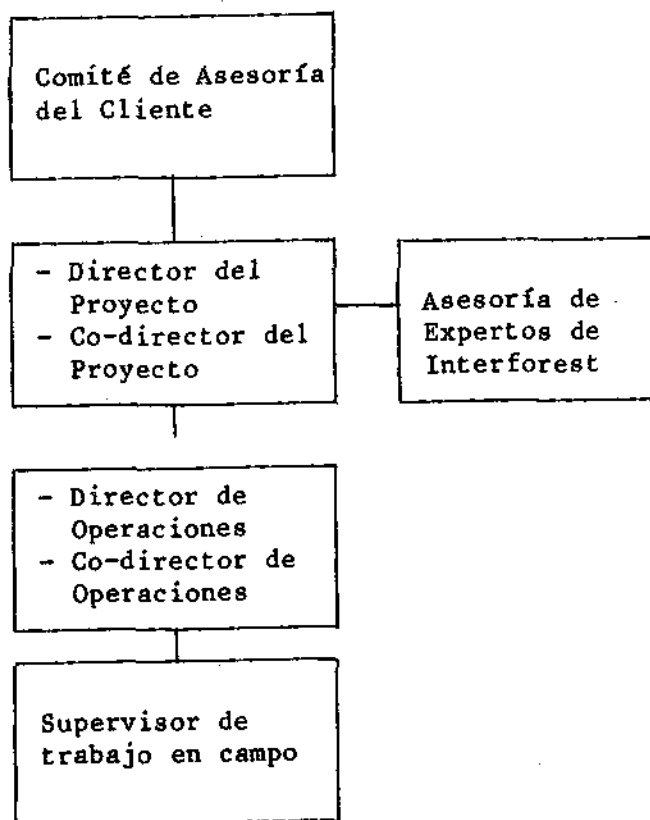 Comité de Asesoría
del Cliente
- Director del
Proyecto
- Co-director del
Proyecto
Asesoría de
Expertos de
Interforest
- Director de
Operaciones
- Co-director de
Operaciones
Supervisor de
trabajo en campo